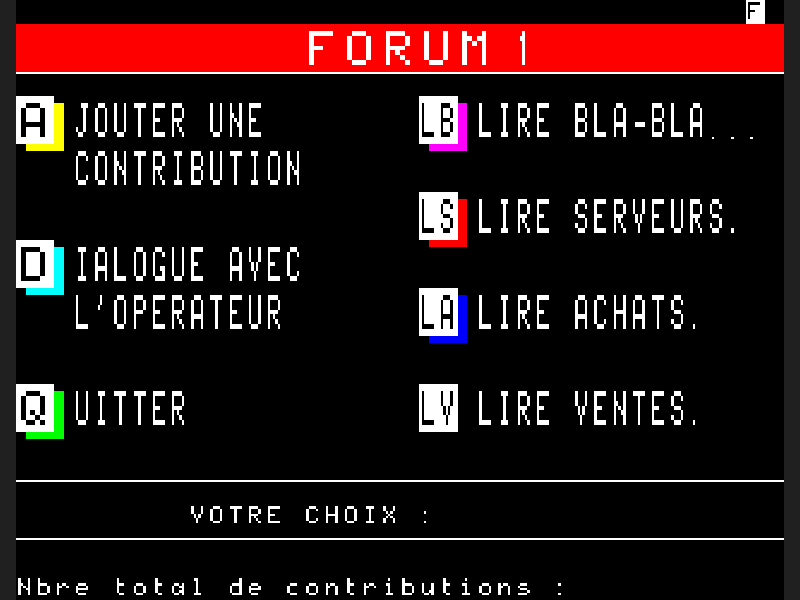 F
FORUM 1
A JOUTER UNE
CONTRIBUTION
D IALOGUE AVEC
L'OPERATEUR
Q UITTER
LB LIRE BLA-BLA...
LS LIRE SERVEURS.
LA LIRE ACHATS.
LV LIRE VENTES.
VOTRE CHOIX :
Nbre total de contributions :